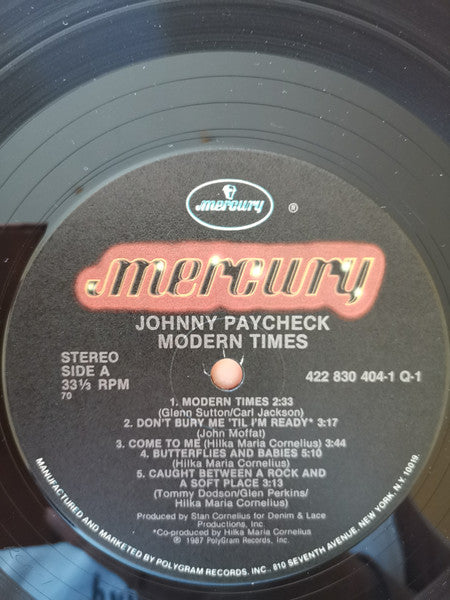 mercury
®
mercury
JOHNNY PAYCHECK
MØDERN TIMES
STEREO
SIDE A
33⅓ RPM
70
422 830 404-1 Q-1
1. MODERN TIMES 2:33
(Glenn Sutton/Carl Jackson)
2. DON'T BURY ME 'TIL I'M READY* 3:17
(John Moffat)
3. COME TO ME (Hilka Maria Cornelius) 3:44
4. BUTTERFLIES AND BABIES 5:10
(Hilka Maria Cornelius)
5. CAUGHT BETWEEN A ROCK AND
A SOFT PLACE 3:13
(Tommy Dodson/Glen Perkins/
Hilka Maria Cornelius)
Produced by Stan Cornelius for Denim & Lace
Productions, Inc.
*Co-produced by Hilka Maria Cornelius
℗ 1987 PolyGram Records, Inc.
MANUFACTURED AND MARKETED BY POLYGRAM RECORDS, INC., 810 SEVENTH AVENUE, NEW YORK, N.Y. 10019.